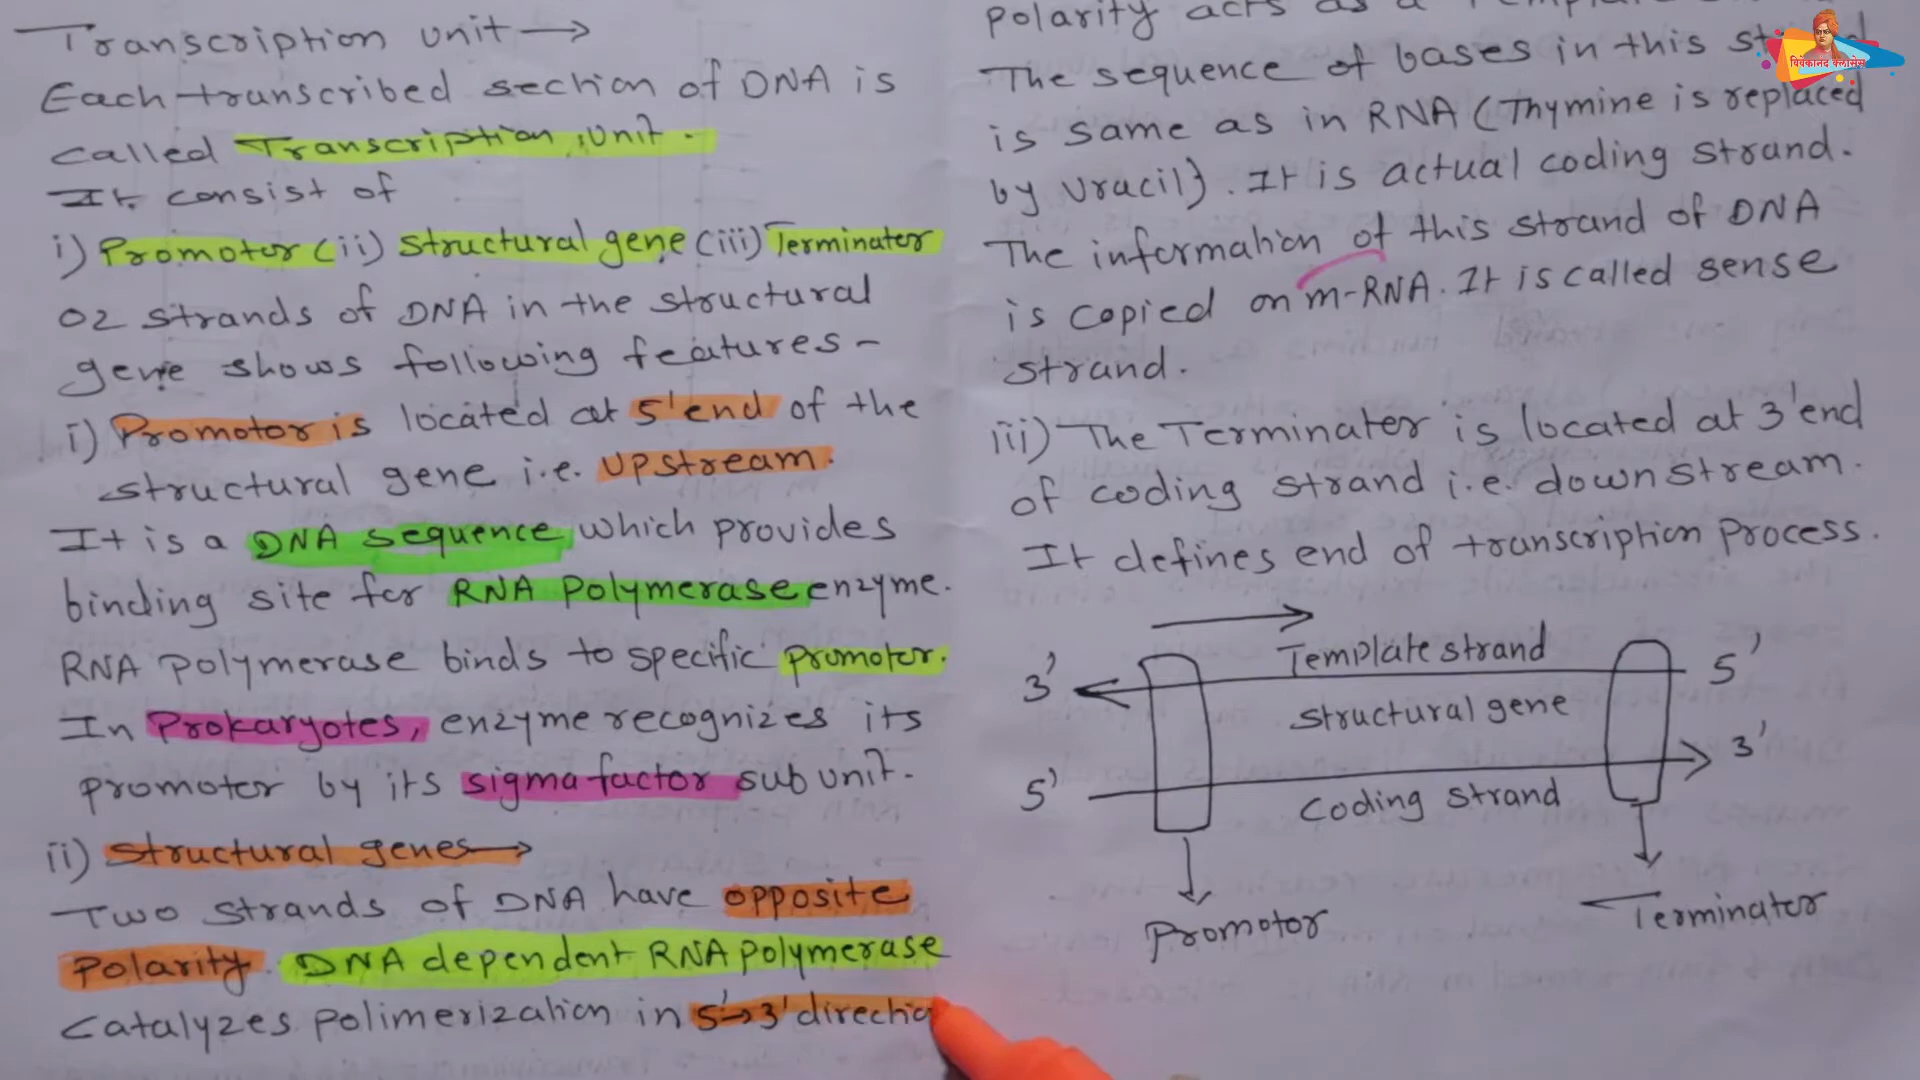 Transcription unit →
Each transcribed section of DNA is
called Transcription unit.
It consist of
i) Promotor (ii) structural gene (iii) Terminator
02 strands of DNA in the structural
gene shows following features -
i) Promotor is located at 5' end of the
structural gene i.e. upstream.
It is a DNA sequence which provides
binding site for RNA polymerase enzyme.
RNA polymerase binds to specific promoter.
In Prokaryotes, enzyme recognizes its
promoter by its sigma factor sub unit.
ii) structural genes →
Two strands of DNA have opposite
polarity. DNA dependent RNA polymerase
catalyzes polimerization in 5'→3' directio
polarity acts as a
The sequence of bases in this
is same as in RNA (Thymine is replaced
by Uracil). It is actual coding strand.
The information of this strand of DNA
is copied on m-RNA. It is called sense
strand.
iii) The Terminater is located at 3' end
of coding strand i.e. downstream.
It defines end of transcription process.
3' Template strand 5'
structural gene
5' 3'
Coding strand
Promotor
Terminator
विवेकानंद क्लासेस